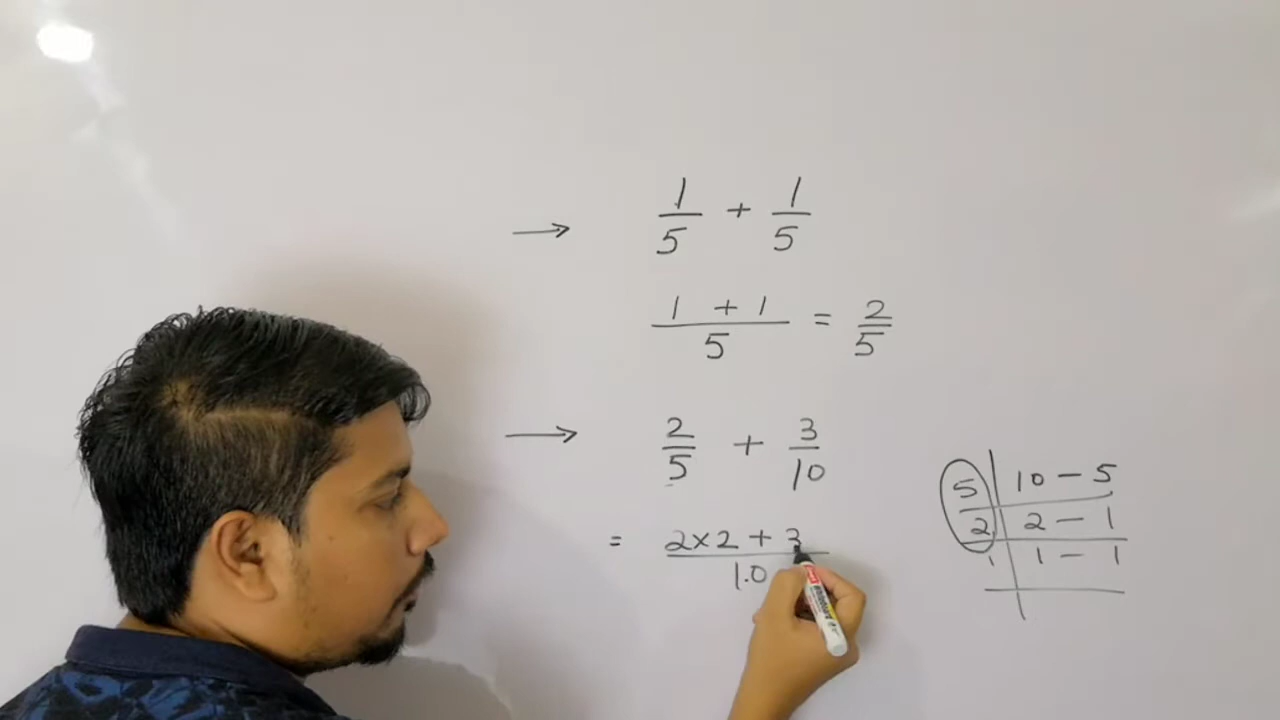 → 1/5 + 1/5
1 + 1/5 = 2/5
→ 2/5 + 3/10
= 2×2 + 3/10
5 | 10 – 5
2 | 2 – 1
1 | 1 – 1